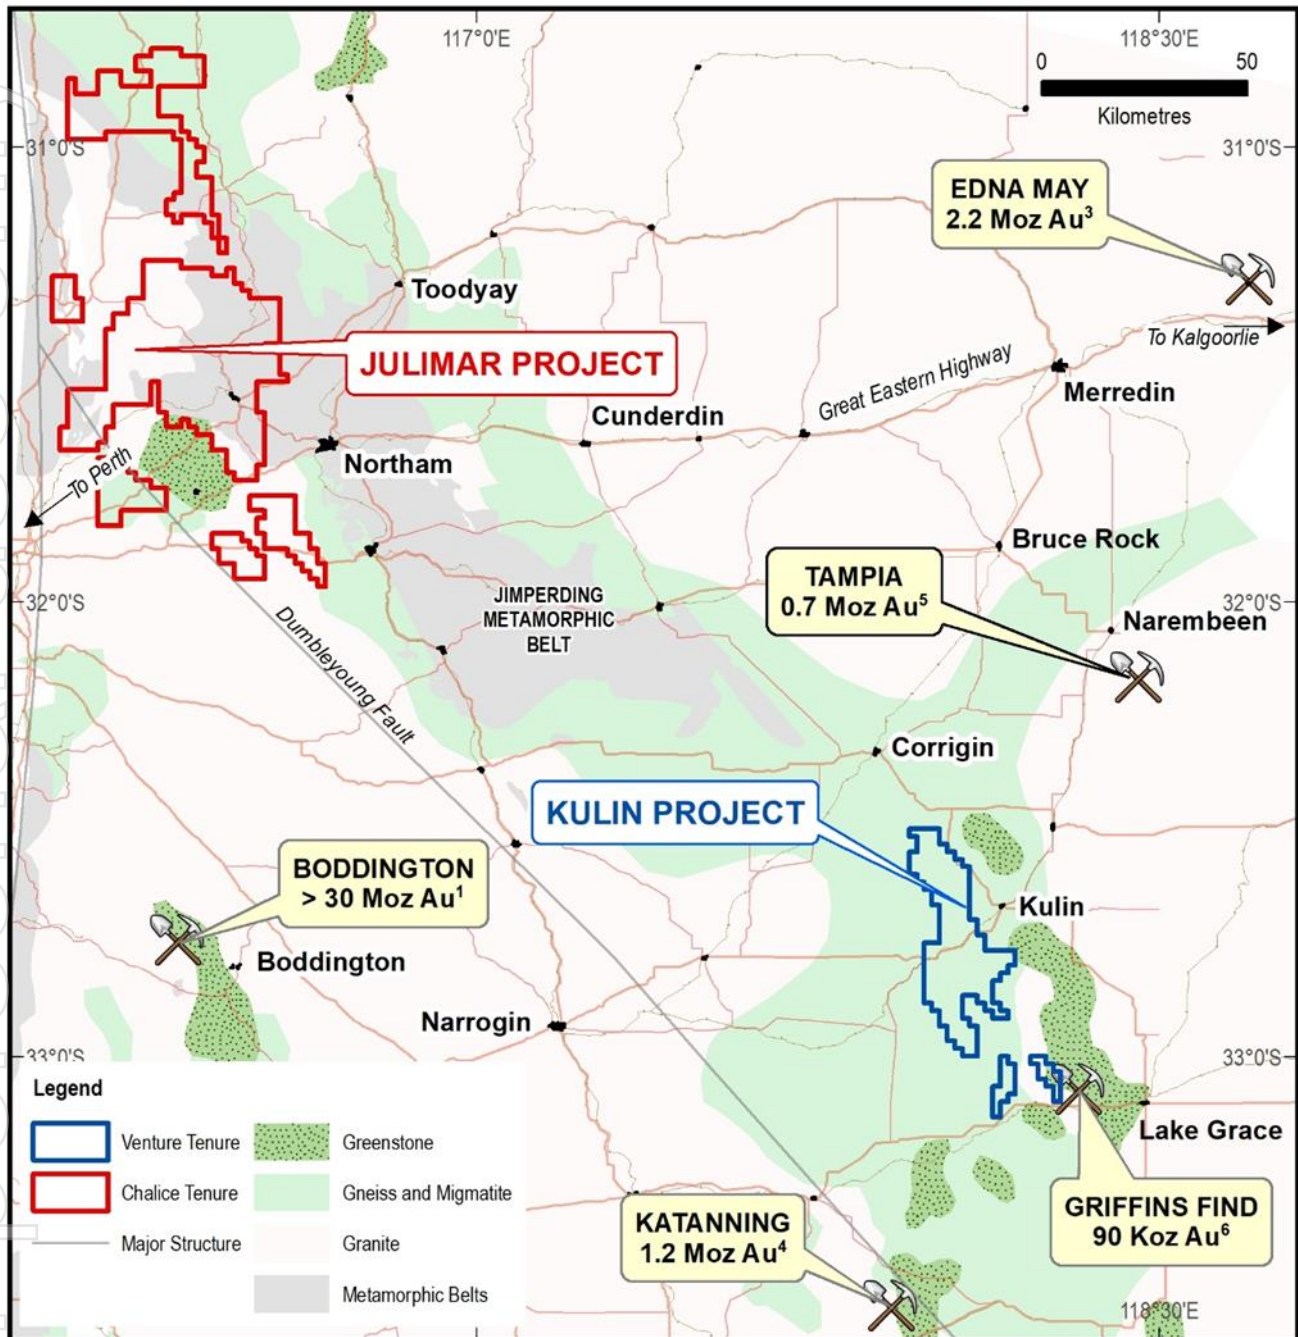 117°0'E
118°30'E
0
50
Kilometres
31°0'S
31°0'S
EDNA MAY
2.2 Moz Au³
Toodyay
To Kalgoorlie
JULIMAR PROJECT
Great Eastern Highway
Merredin
Cunderdin
Northam
To Perth
Bruce Rock
TAMPIA
0.7 Moz Au⁵
JIMPERDING
METAMORPHIC
BELT
32°0'S
32°0'S
Narembeen
Dumbleyoung Fault
Corrigin
KULIN PROJECT
BODDINGTON
> 30 Moz Au¹
Kulin
Boddington
Narrogin
33°0'S
33°0'S
Legend
Venture Tenure
Greenstone
Chalice Tenure
Gneiss and Migmatite
Major Structure
Granite
Metamorphic Belts
Lake Grace
GRIFFINS FIND
90 Koz Au⁶
KATANNING
1.2 Moz Au⁴
118°30'E